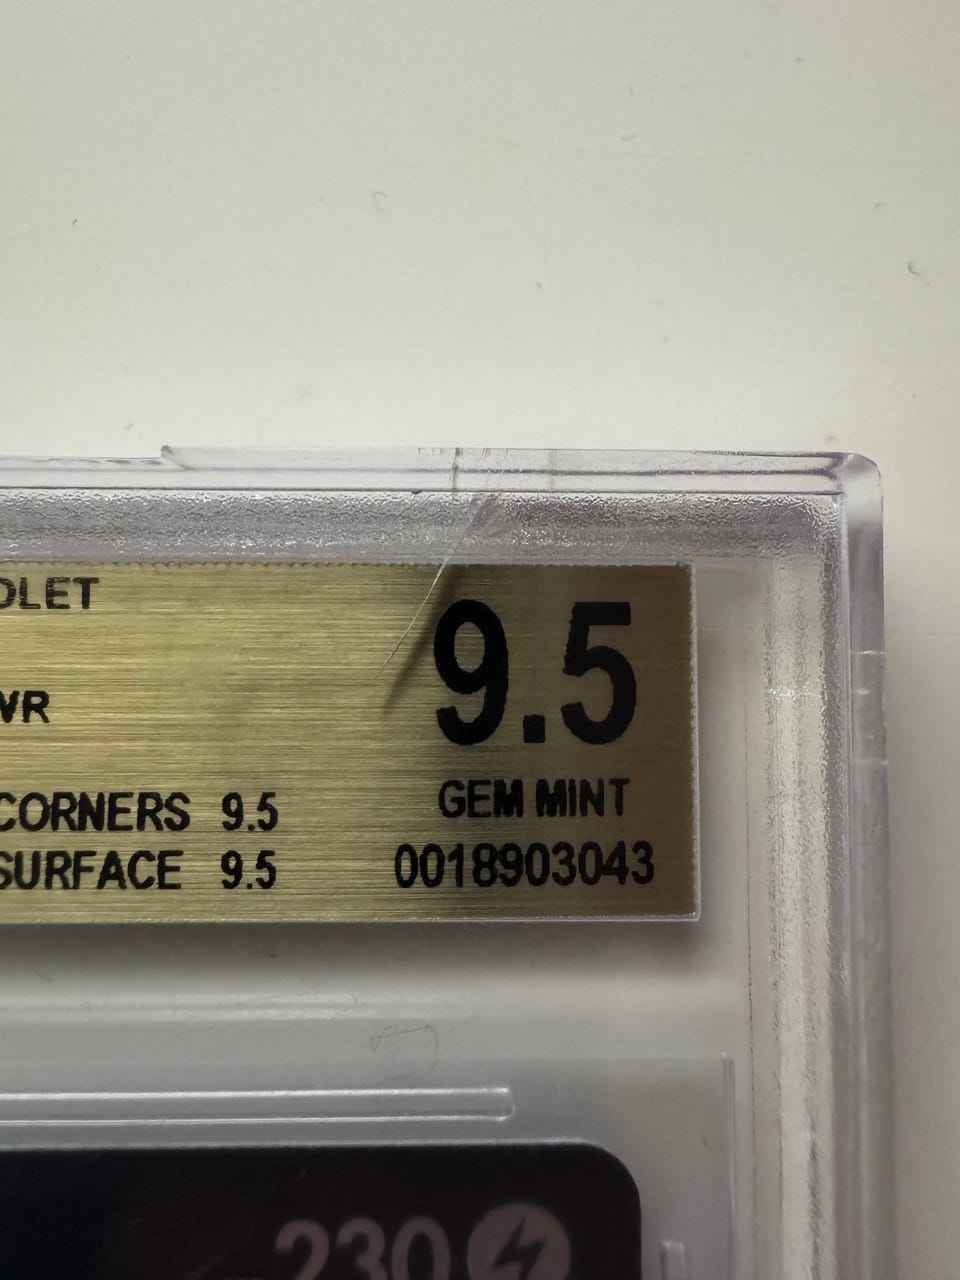 OLET
VR
9.5
CORNERS 9.5
GEM MINT
SURFACE 9.5
0018903043
230